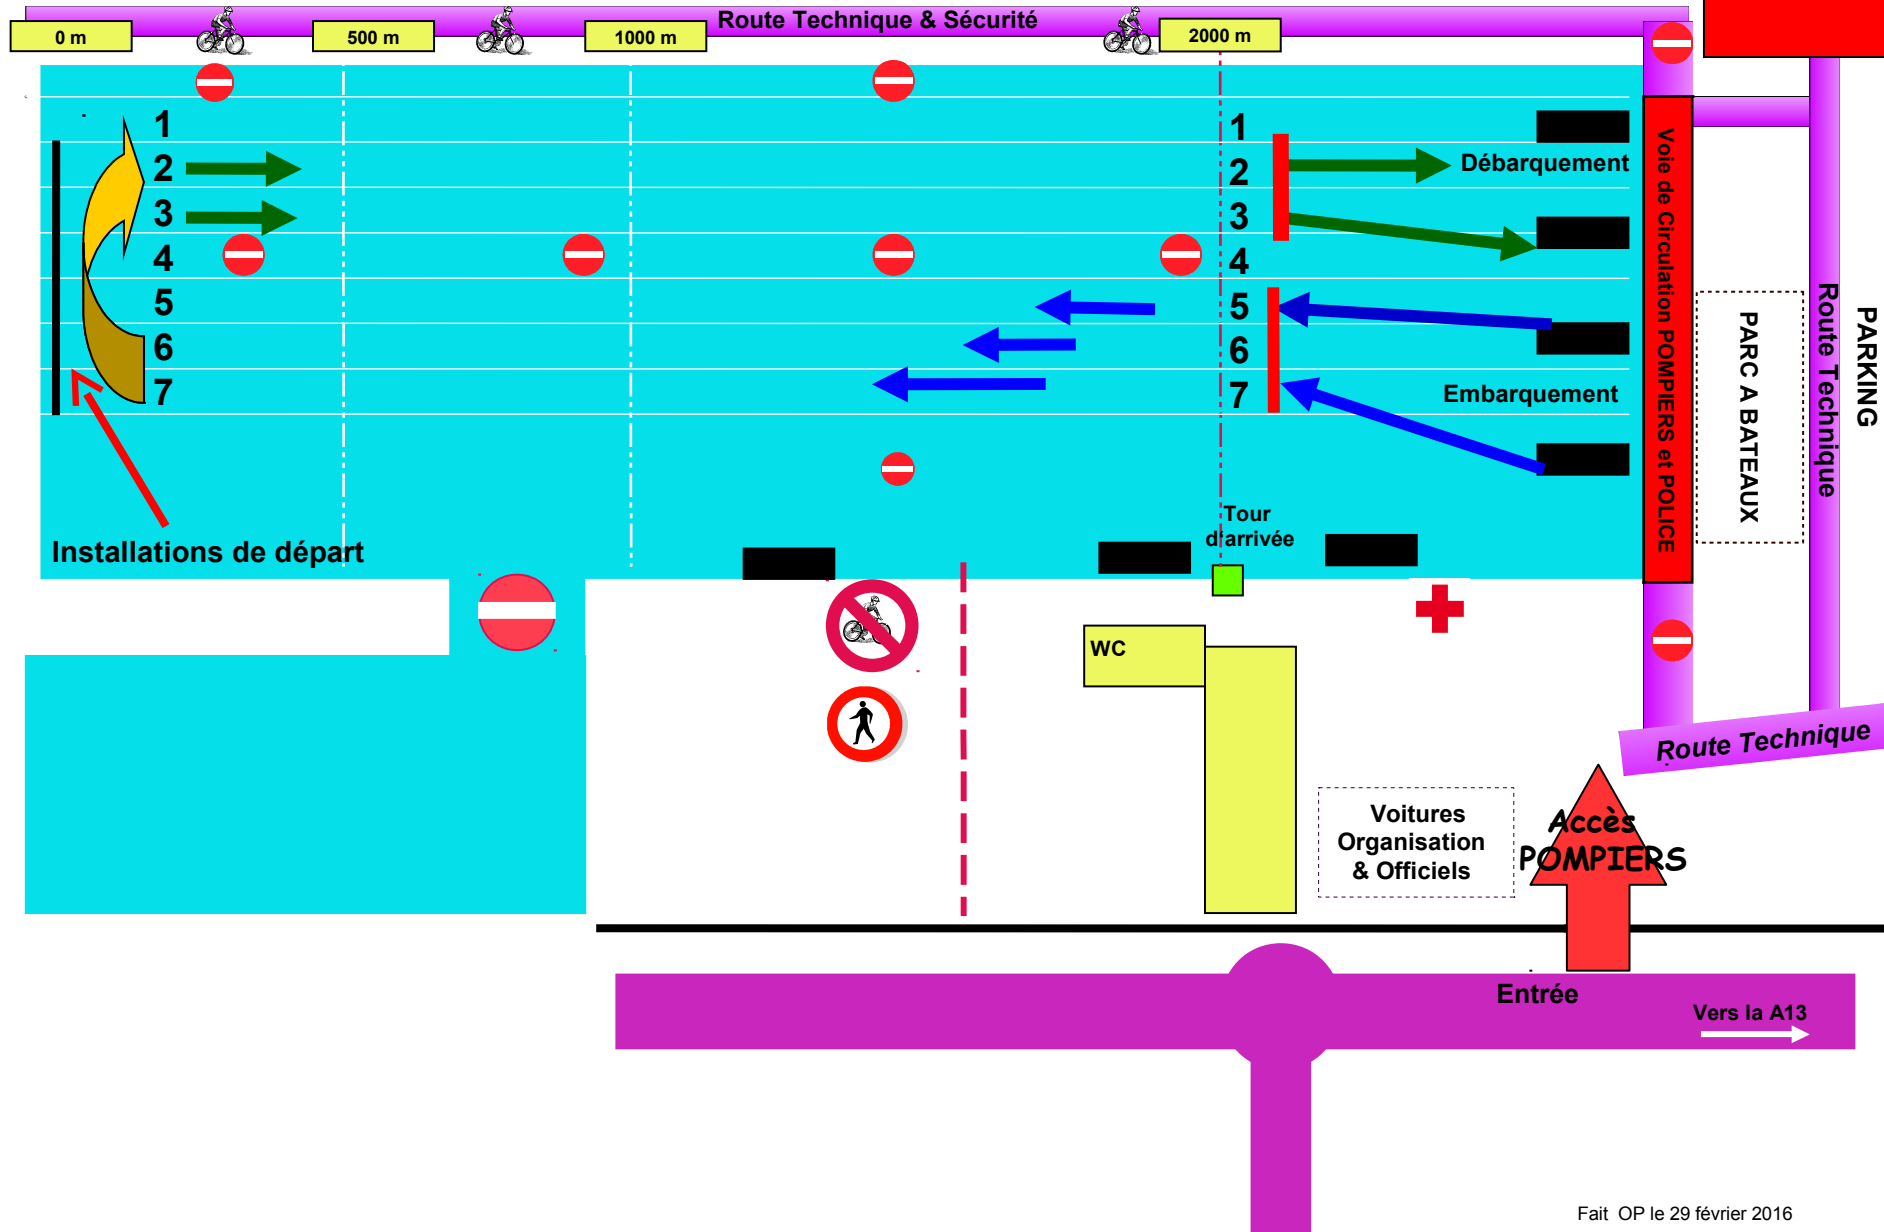 Route Technique & Sécurité
0 m
500 m
1000 m
2000 m
1
2
3
4
5
6
7
1
2
3
4
5
6
7
Débarquement
Embarquement
Voie de Circulation POMPIERS et POLICE
PARC A BATEAUX
Route Technique
PARKING
Installations de départ
Tour
d'arrivée
WC
Route Technique
Voitures
Organisation
& Officiels
Accès
POMPIERS
Entrée
Vers la A13
Fait OP le 29 février 2016